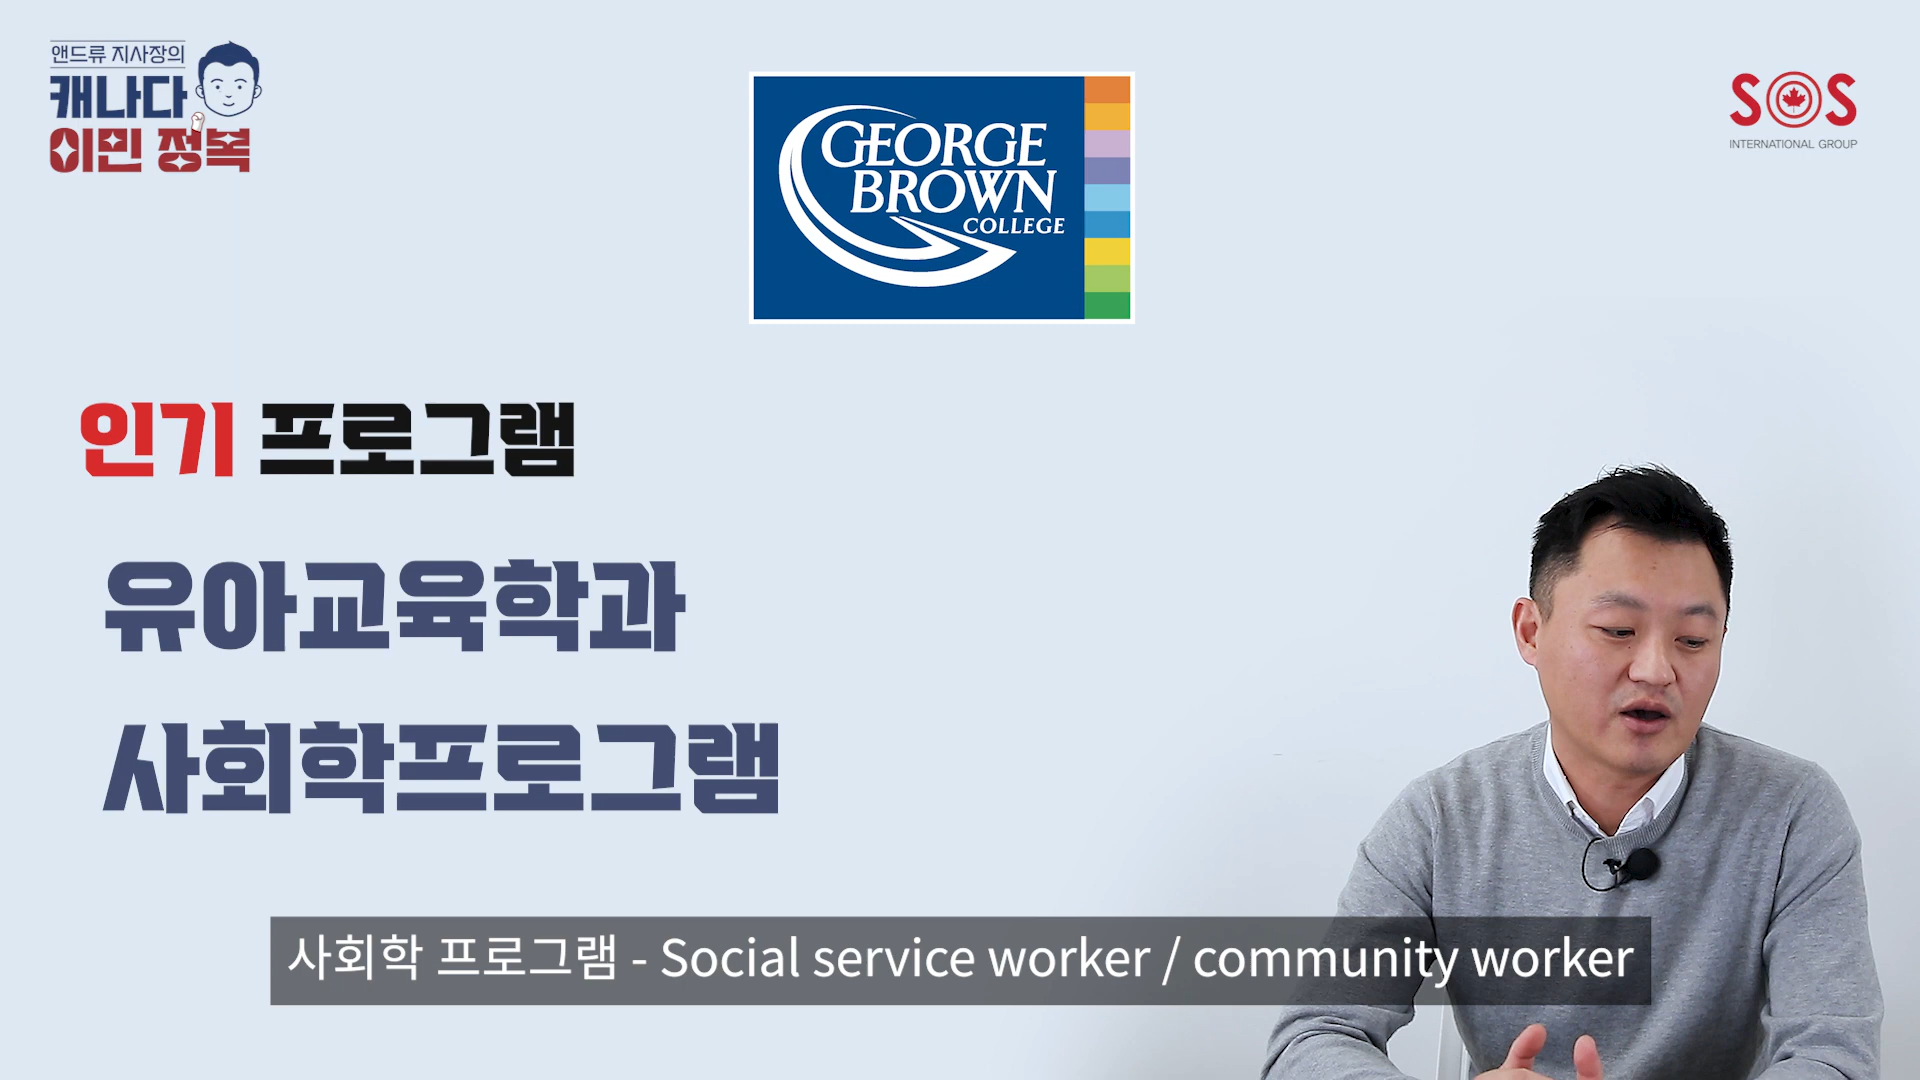 앤드류 지사장의
캐나다
이민 정복
GEORGE
BROWN
COLLEGE
SOS
INTERNATIONAL GROUP
인기 프로그램
유아교육학과
사회학프로그램
사회학 프로그램 - Social service worker / community worker